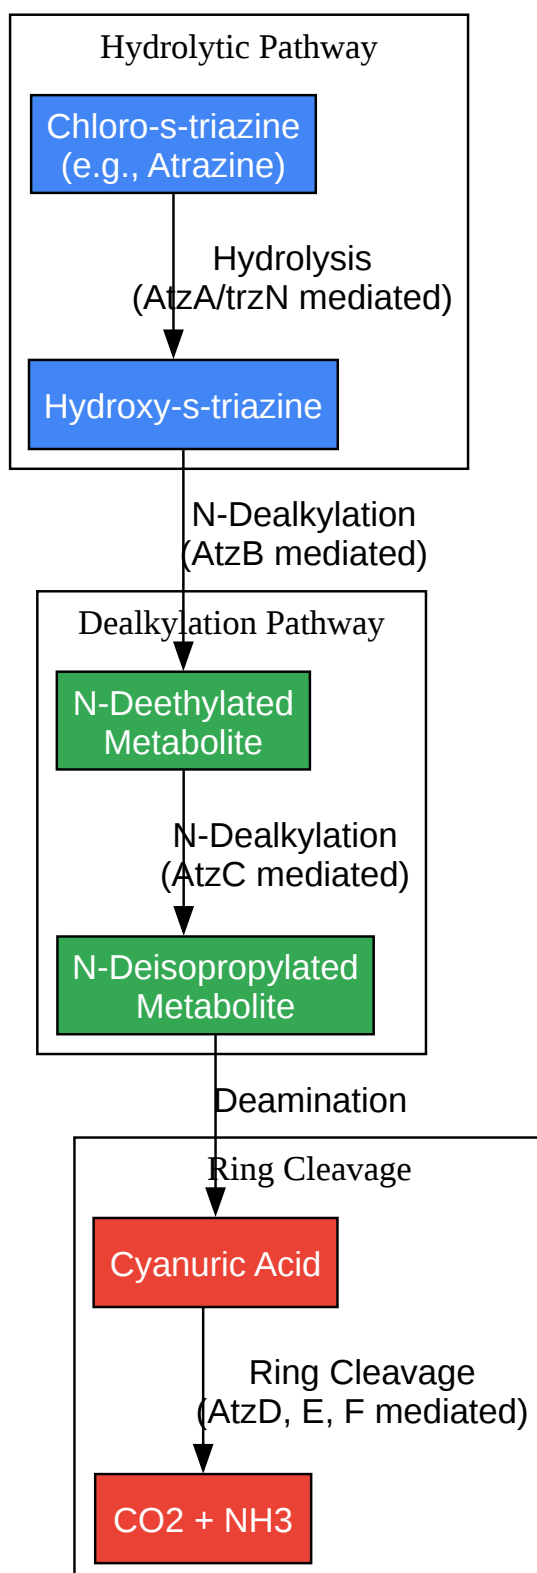 Hydrolytic Pathway
Chloro-s-triazine
(e.g., Atrazine)
Hydrolysis
(AtzA/trzN mediated)
Hydroxy-s-triazine
N-Dealkylation
(AtzB mediated)
Dealkylation Pathway
N-Deethylated
Metabolite
N-Dealkylation
(AtzC mediated)
N-Deisopropylated
Metabolite
Deamination
Ring Cleavage
Cyanuric Acid
Ring Cleavage
(AtzD, E, F mediated)
CO2 + NH3